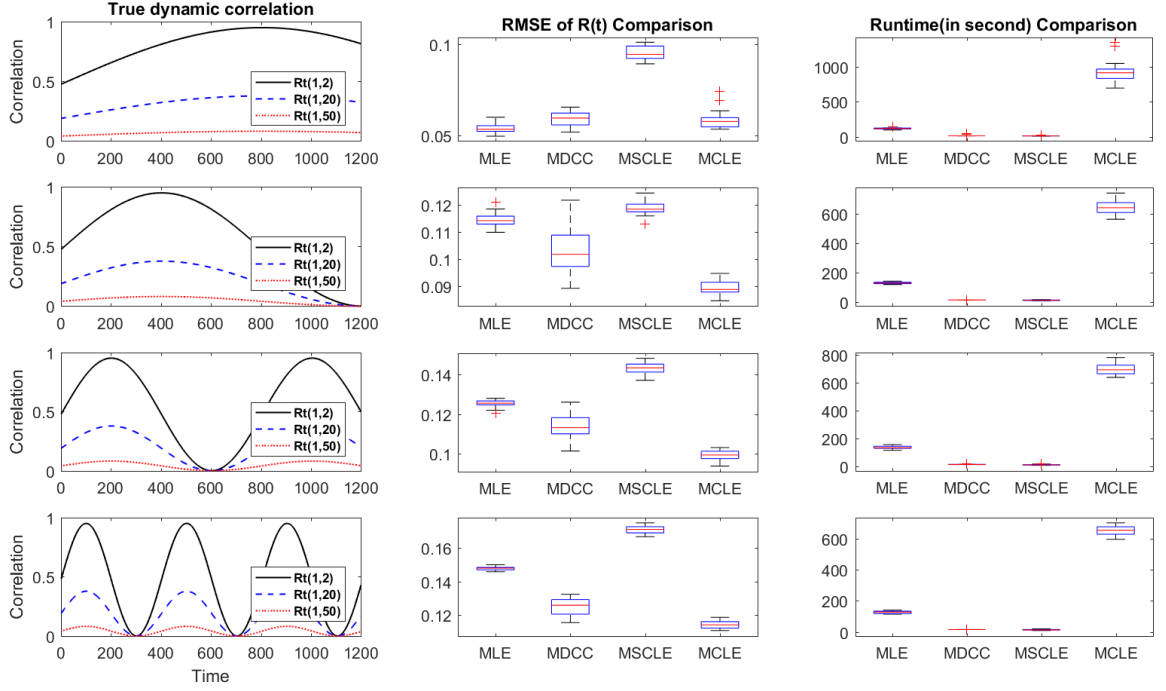 True dynamic correlation
Correlation
1
0.5
0
Rt(1,2)
Rt(1,20)
Rt(1,50)
0 200 400 600 800 1000 1200
RMSE of R(t) Comparison
0.1
0.05
MLE MDCC MSCLE MCLE
Runtime(in second) Comparison
1000
500
0
MLE MDCC MSCLE MCLE
Correlation
1
0.5
0
Rt(1,2)
Rt(1,20)
Rt(1,50)
0 200 400 600 800 1000 1200
0.12
0.11
0.1
0.09
MLE MDCC MSCLE MCLE
600
400
200
0
MLE MDCC MSCLE MCLE
Correlation
1
0.5
0
Rt(1,2)
Rt(1,20)
Rt(1,50)
0 200 400 600 800 1000 1200
0.14
0.12
0.1
MLE MDCC MSCLE MCLE
800
600
400
200
0
MLE MDCC MSCLE MCLE
Correlation
1
0.5
0
Rt(1,2)
Rt(1,20)
Rt(1,50)
0 200 400 600 800 1000 1200
Time
0.16
0.14
0.12
MLE MDCC MSCLE MCLE
600
400
200
0
MLE MDCC MSCLE MCLE